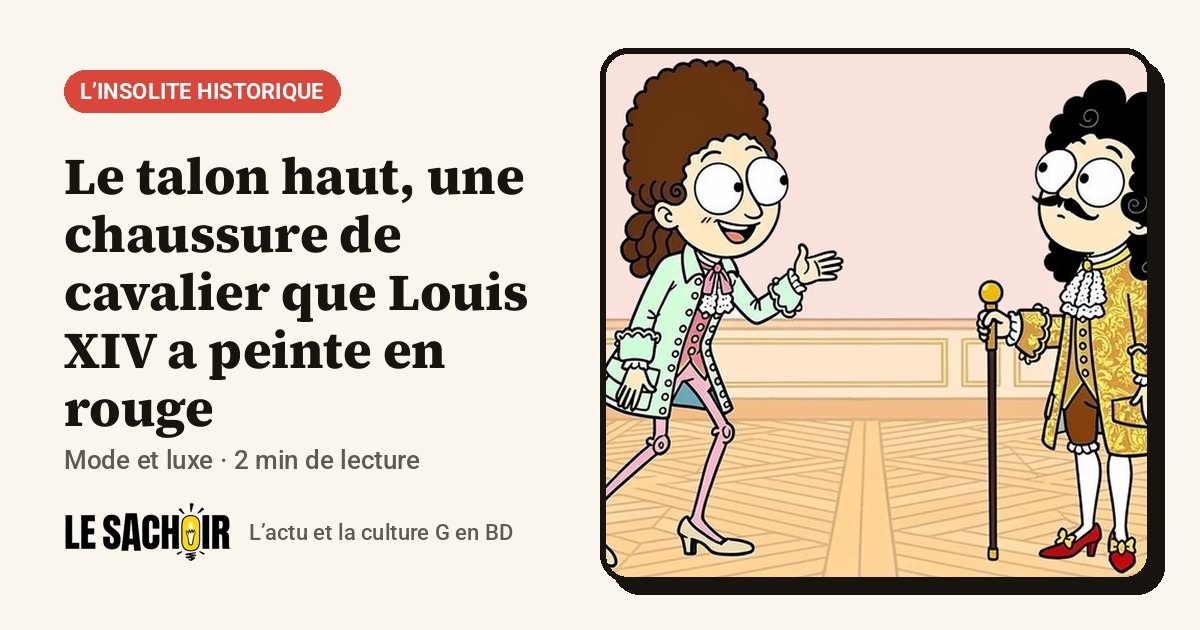 L’INSOLITE HISTORIQUE
Le talon haut, une
chaussure de
cavalier que Louis
XIV a peinte en
rouge
Mode et luxe · 2 min de lecture
LE SACHOIR
L’actu et la culture G en BD